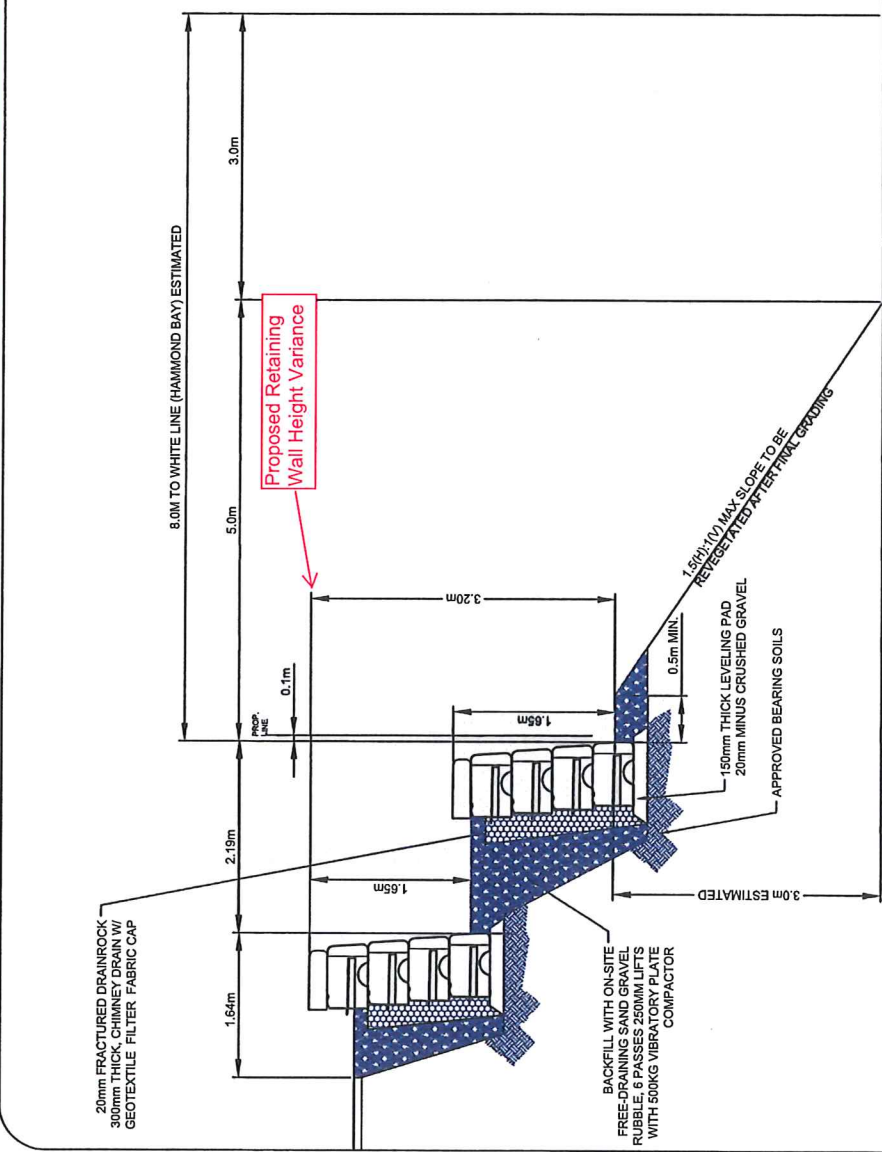 8.0M TO WHITE LINE (HAMMOND BAY) ESTIMATED
3.0m
5.0m
Proposed Retaining
Wall Height Variance
3.20m
0.1m
PROP.
LINE
1.65m
2.19m
1.65m
1.64m
20mm FRACTURED DRAINROCK
300mm THICK, CHIMNEY DRAIN W/
GEOTEXTILE FILTER FABRIC CAP
1.5(H):1(V) MAX SLOPE TO BE
REVEGETATED AFTER FINAL GRADING
0.5m MIN.
150mm THICK LEVELING PAD
20mm MINUS CRUSHED GRAVEL
APPROVED BEARING SOILS
3.0m ESTIMATED
BACKFILL WITH ON-SITE
FREE-DRAINING SAND GRAVEL
RUBBLE, 6 PASSES 250MM LIFTS
WITH 500KG VIBRATORY PLATE
COMPACTOR